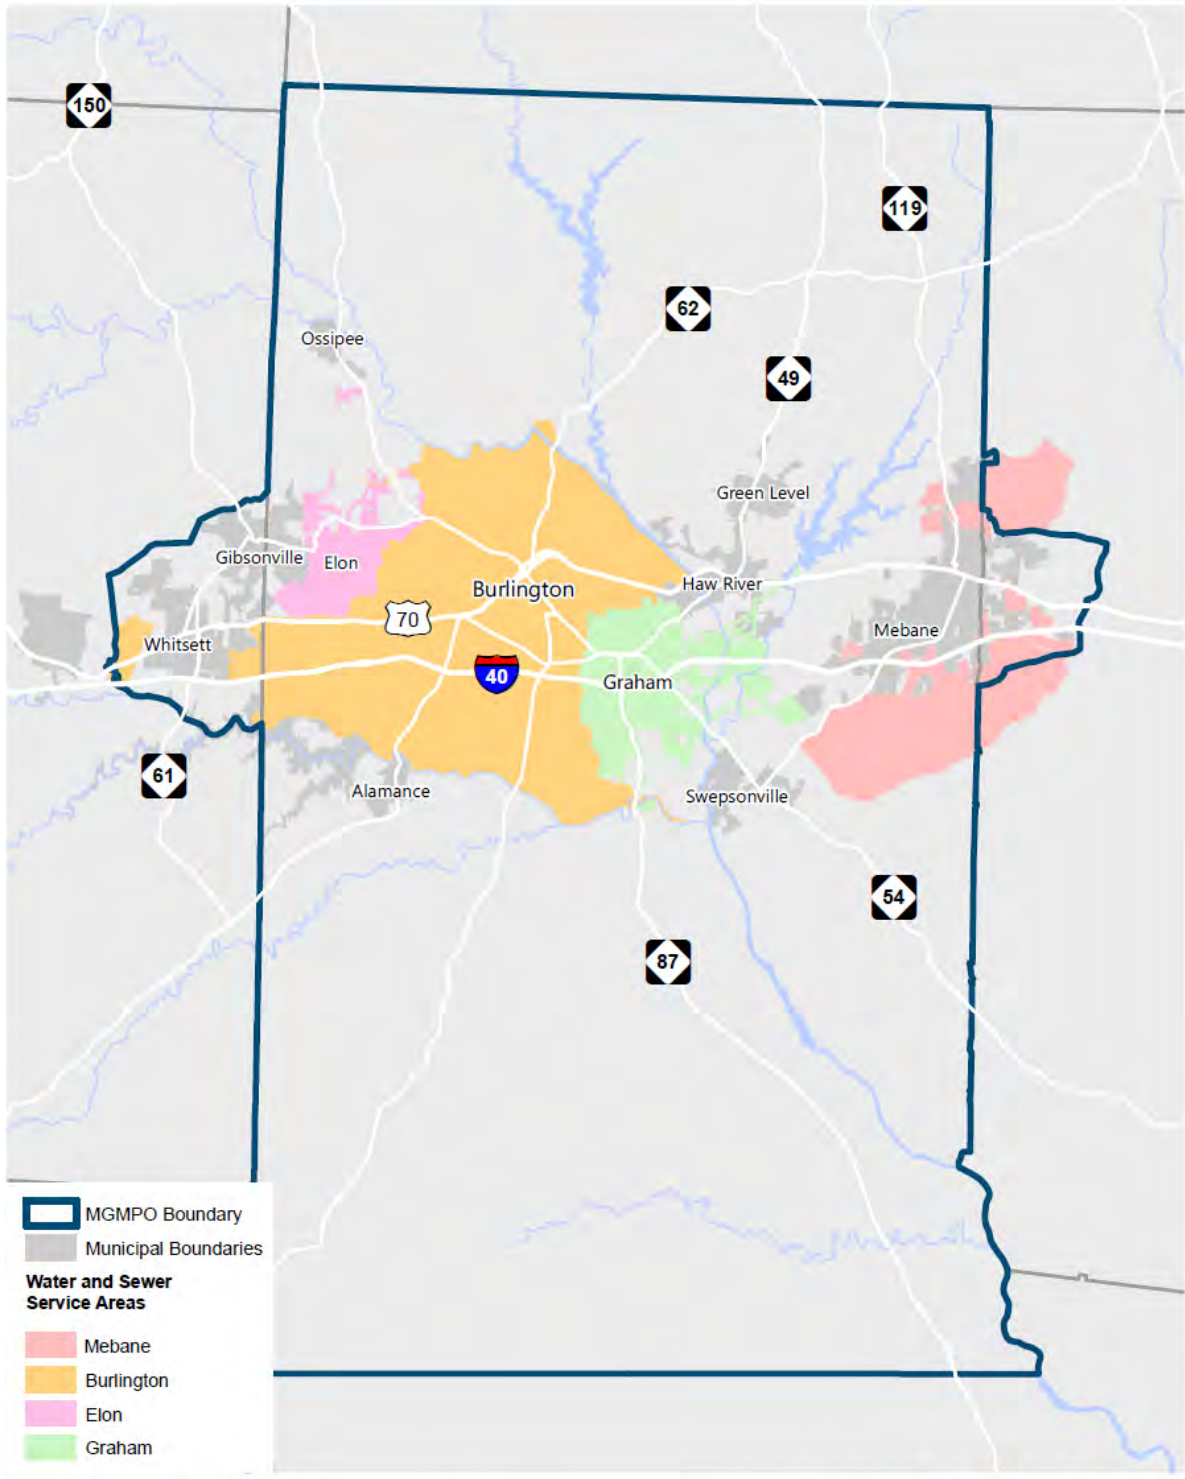 150
119
62
Ossipee
49
Green Level
Gibsonville
Elon
Haw River
Burlington
70
Mebane
Whitsett
40
Graham
61
Alamance
Swepsonville
54
87
MGMPO Boundary
Municipal Boundaries
Water and Sewer
Service Areas
Mebane
Burlington
Elon
Graham